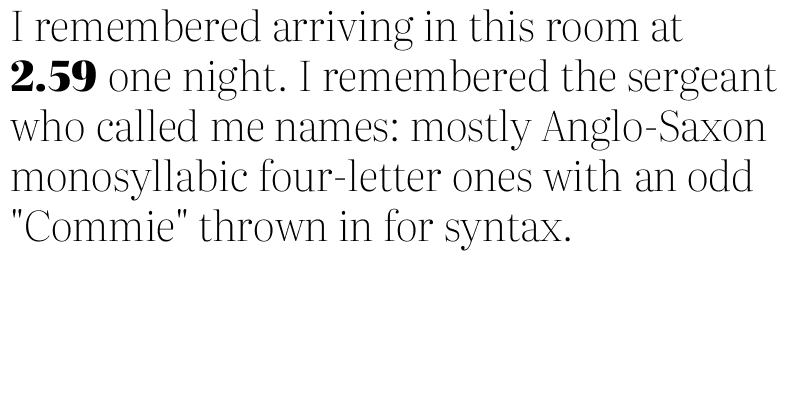 I remembered arriving in this room at
2.59 one night. I remembered the sergeant
who called me names: mostly Anglo-Saxon
monosyllabic four-letter ones with an odd
"Commie" thrown in for syntax.